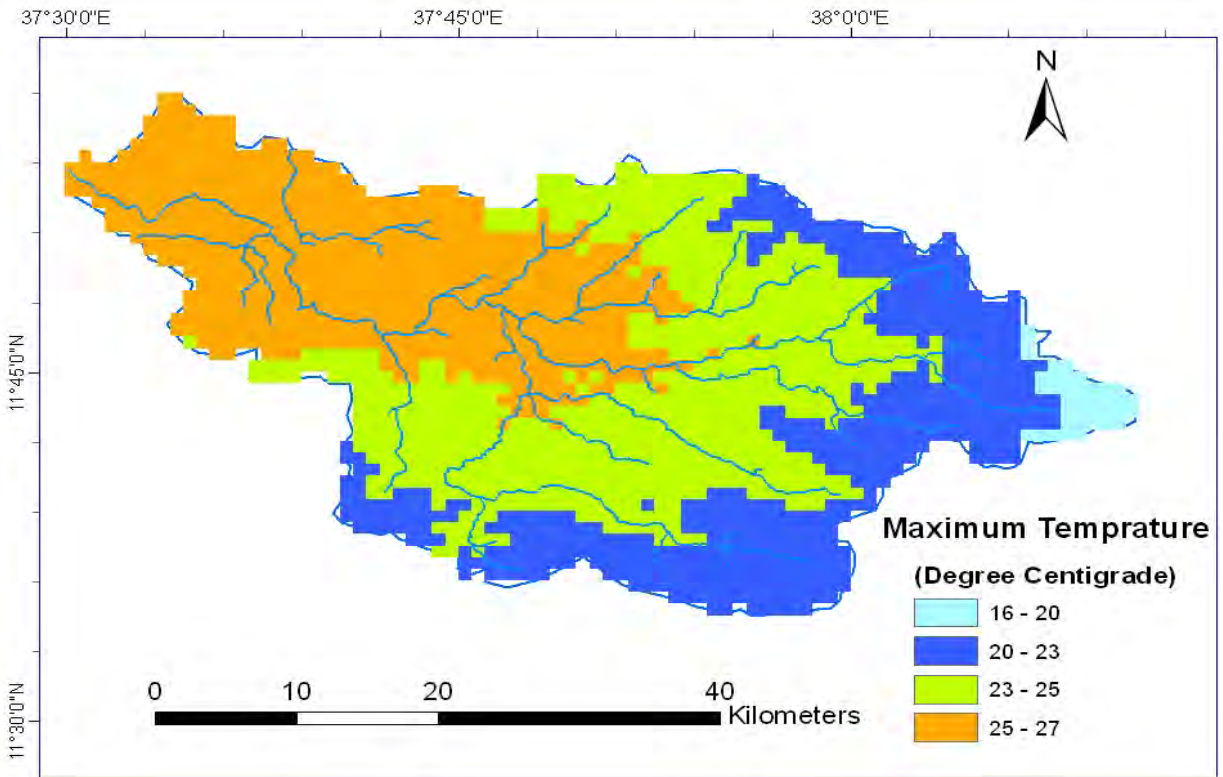 37°30'0"E 37°45'0"E 38°0'0"E
N
11°45'0"N
11°30'0"N
Maximum Temprature
(Degree Centigrade)
16 - 20
20 - 23
23 - 25
25 - 27
0 10 20 40
Kilometers